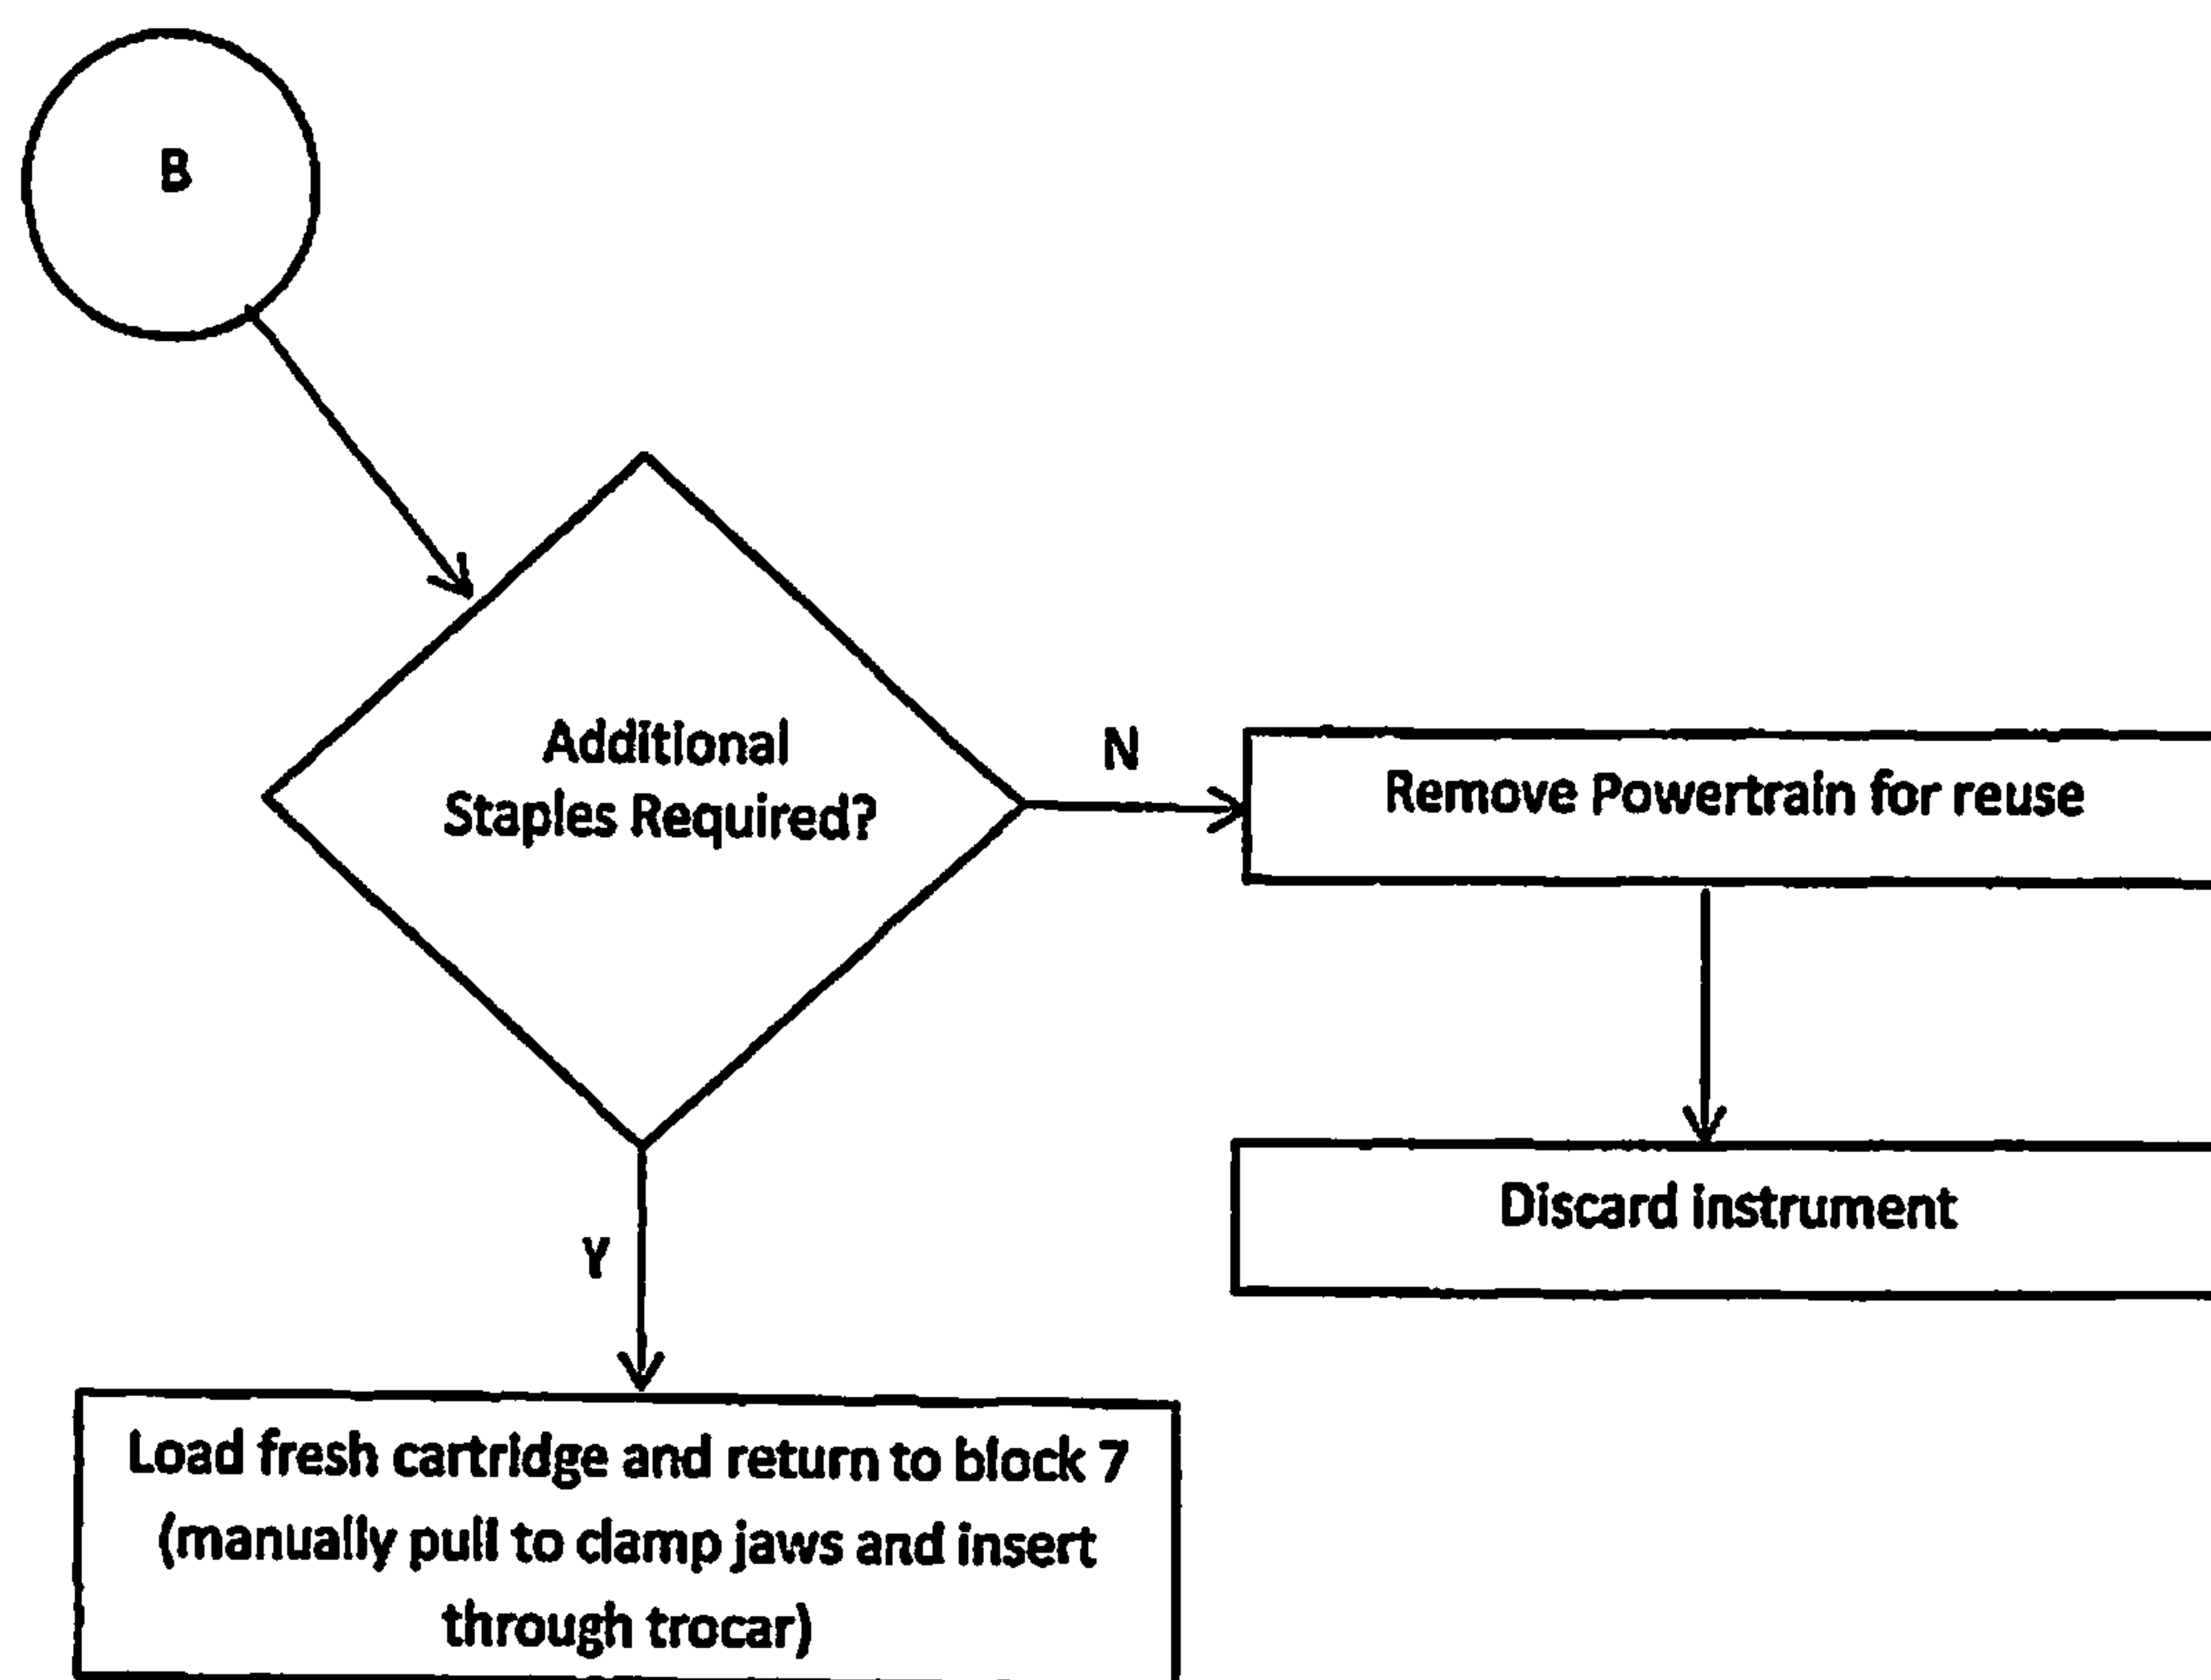 B
Additional
Staples Required?
N
Remove Powertrain for reuse
Discard instrument
Y
Load fresh cartridge and return to block 7
(manually pull to clamp jaws and insert
through trocar)